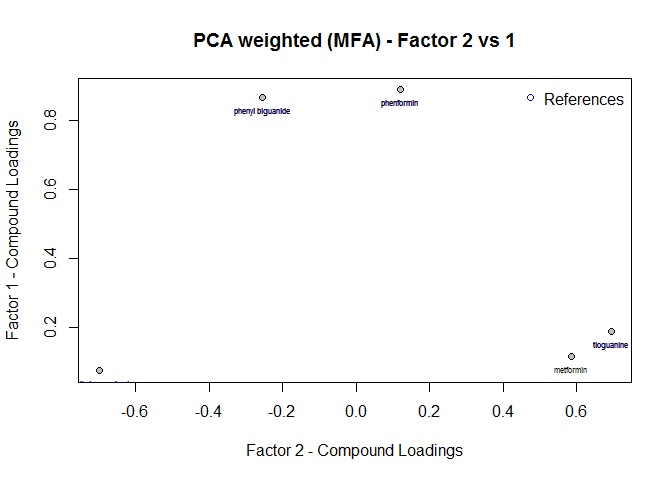 PCA weighted (MFA) - Factor 2 vs 1
References
phenyl biguanide
phenformin
tioguanine
metformin
0.8
0.6
0.4
0.2
Factor 1 - Compound Loadings
-0.6
-0.4
-0.2
0.0
0.2
0.4
0.6
Factor 2 - Compound Loadings